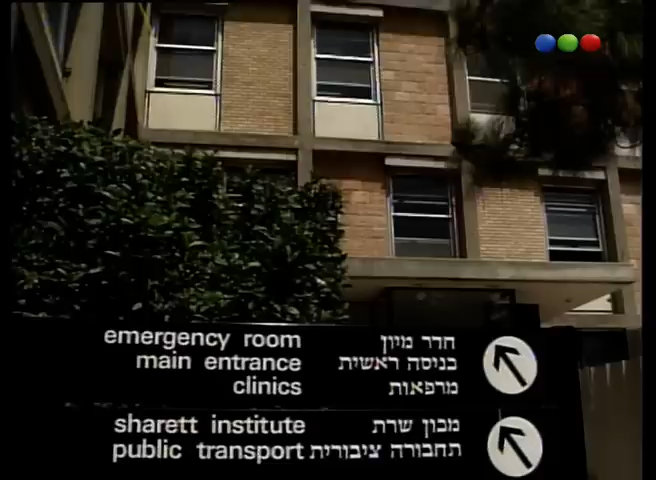 emergency room חדר מיון
main entrance כניסה ראשית
clinics מרפאות
sharett institute מכון שרת
public transport תחבורה ציבורית